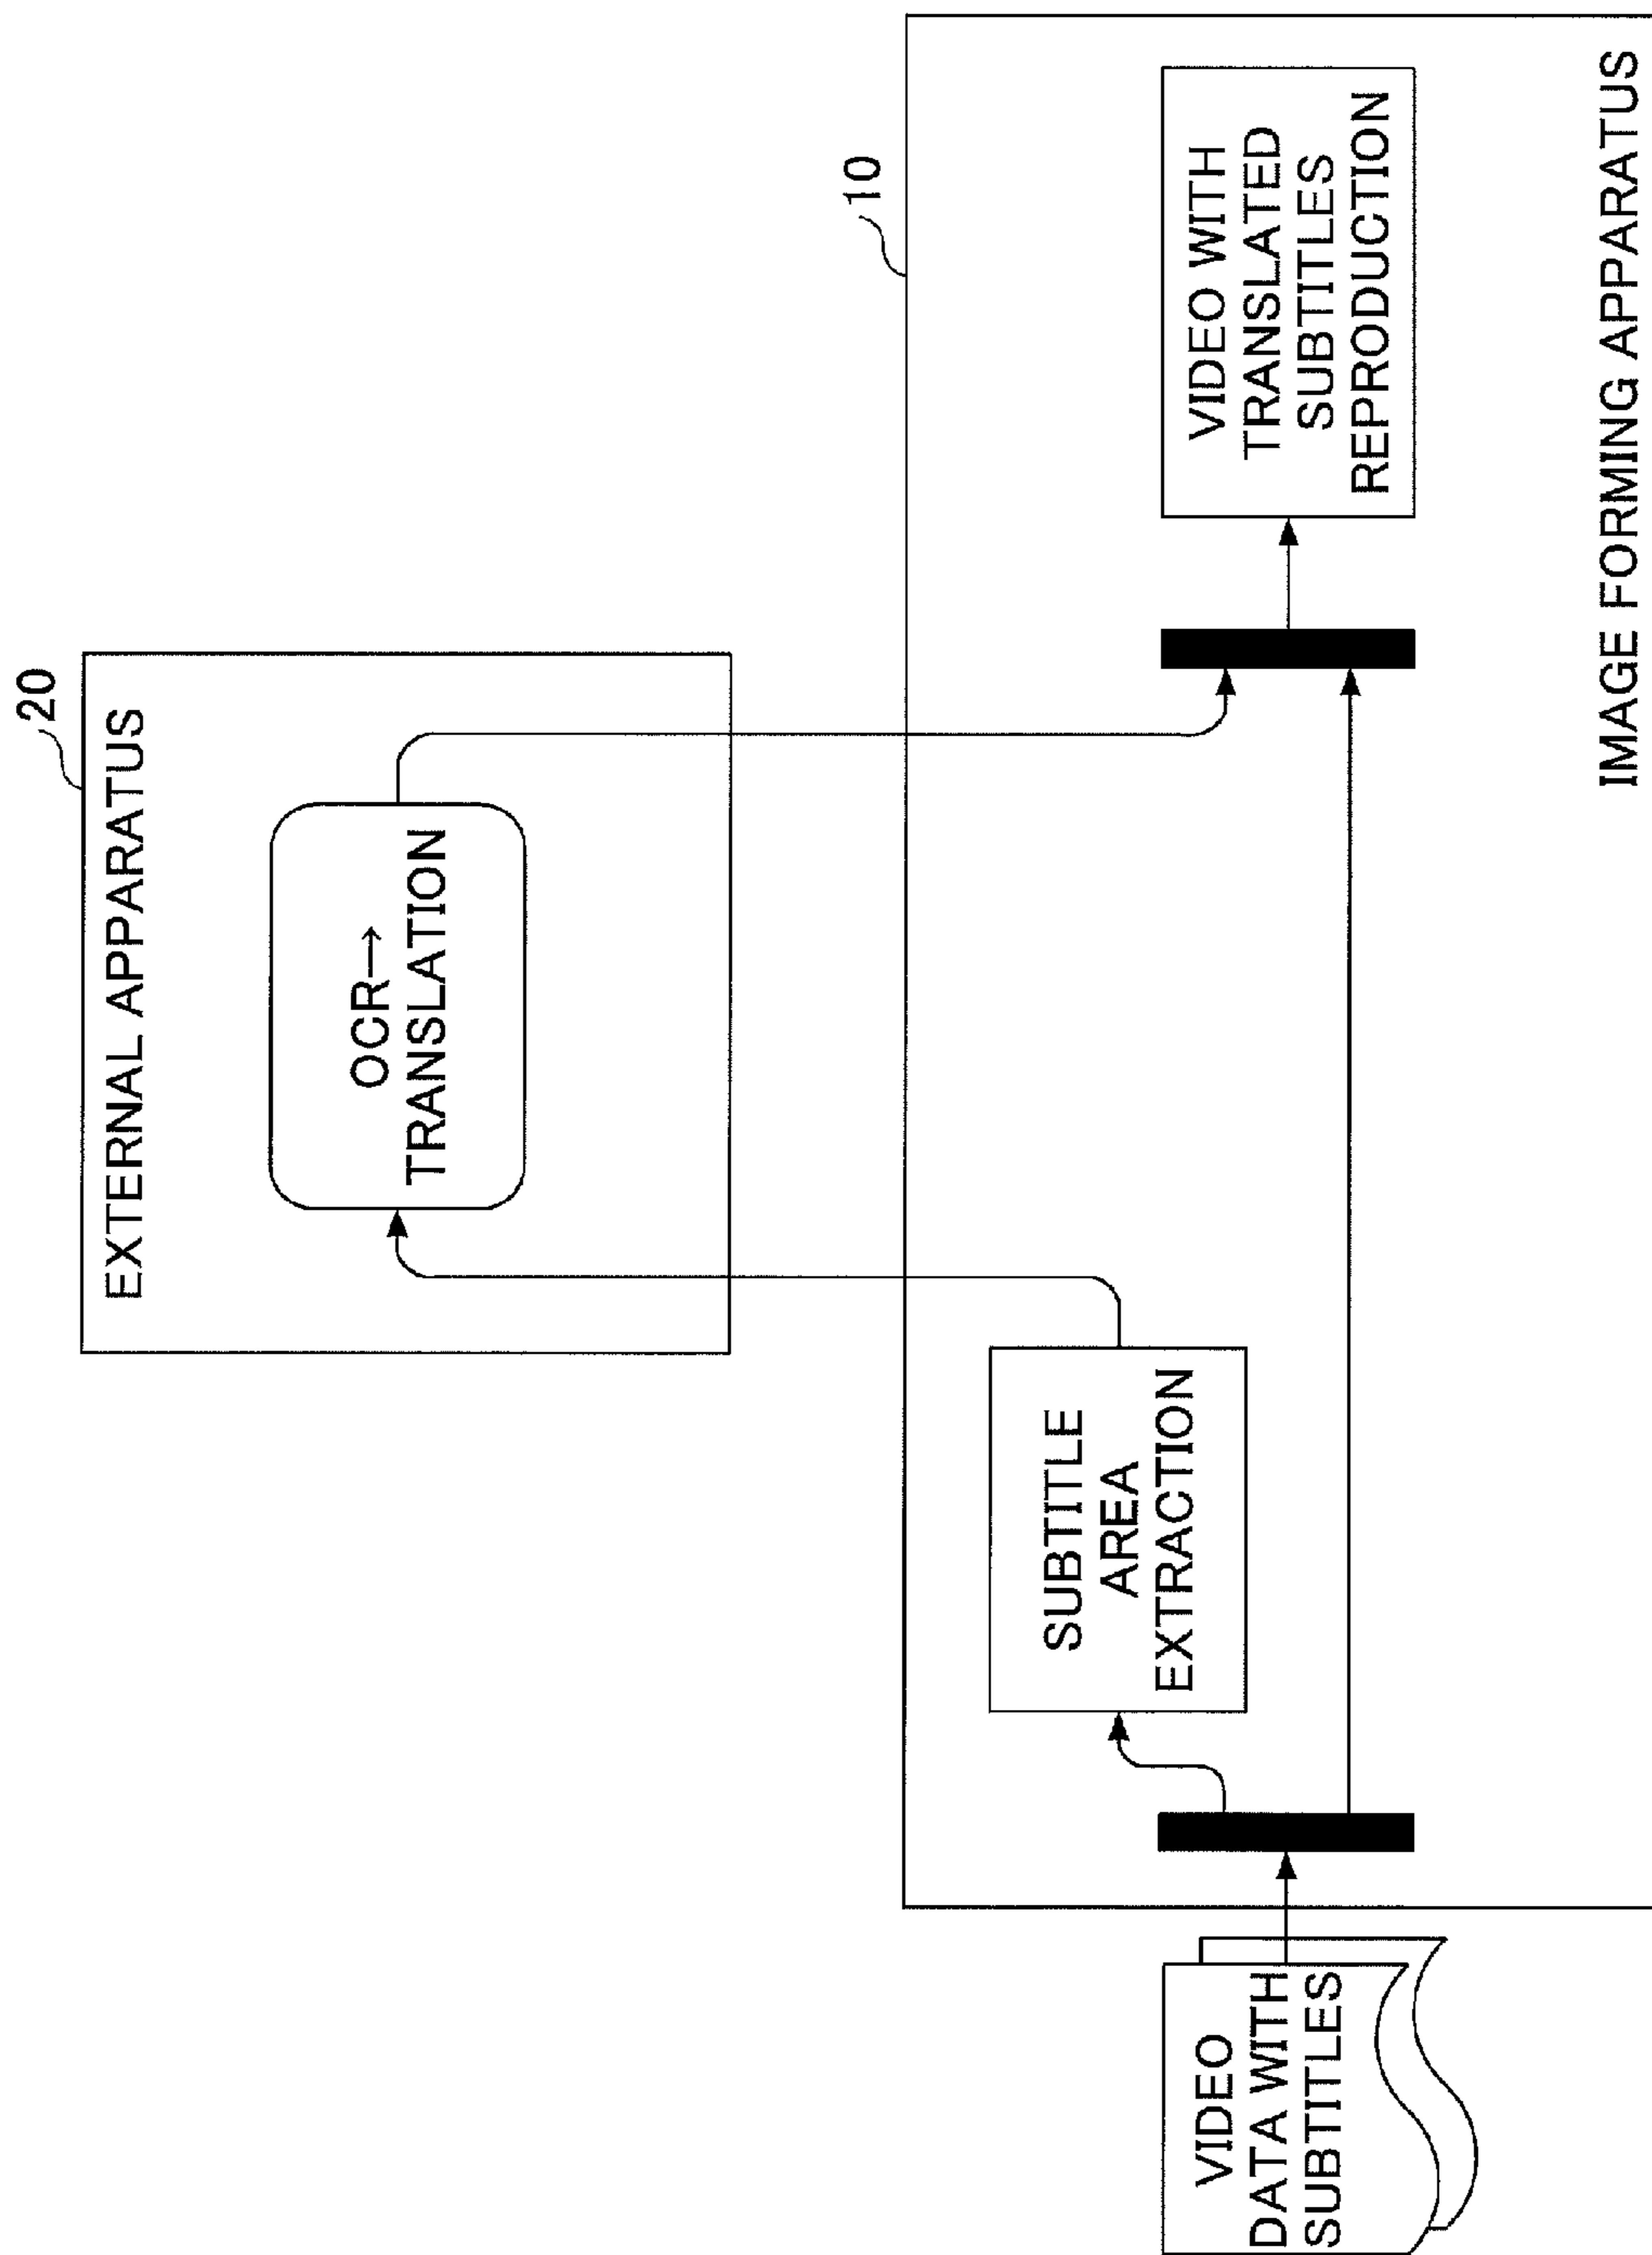 20
EXTERNAL APPARATUS
OCR→
TRANSLATION
10
VIDEO
DATA WITH
SUBTITLES
SUBTITLE
AREA
EXTRACTION
VIDEO WITH
TRANSLATED
SUBTITLES
REPRODUCTION
IMAGE FORMING APPARATUS